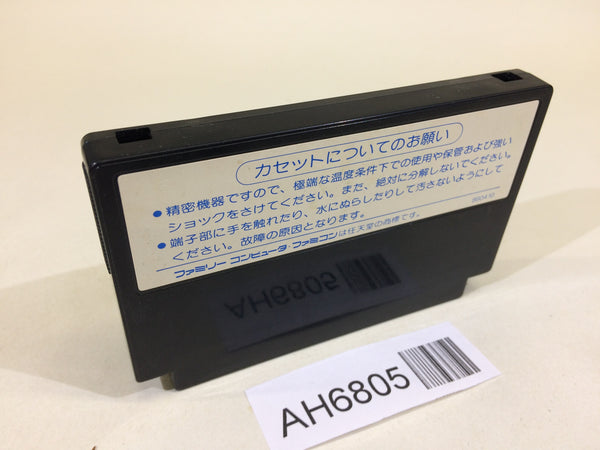 カセットについてのお願い
●精密機器ですので、極端な温度条件下での使用や保管および強い
ショックをさけてください。また、絶対に分解しないでください。
●端子部に手を触れたり、水にぬらしたりして汚さないようにして
ください。故障の原因となります。
ファミリー コンピュータ・ファミコンは任天堂の商標です。
AH6805